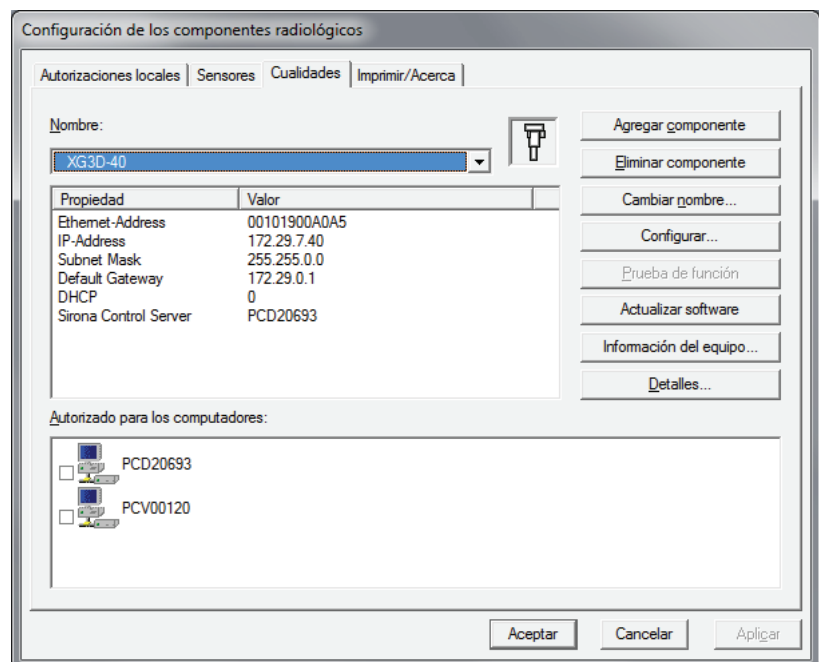 Configuración de los componentes radiológicos
Autorizaciones locales Sensores Cualidades Imprimir/Acerca
Nombre:
XG3D-40
Agregar componente
Eliminar componente
Cambiar nombre...
Configurar...
Prueba de función
Actualizar software
Información del equipo...
Detalles...
Propiedad Valor
Ethernet-Address 00101900A0A5
IP-Address 172.29.7.40
Subnet Mask 255.255.0.0
Default Gateway 172.29.0.1
DHCP 0
Sirona Control Server PCD20693
Autorizado para los computadores:
PCD20693
PCV00120
Aceptar Cancelar Aplicar